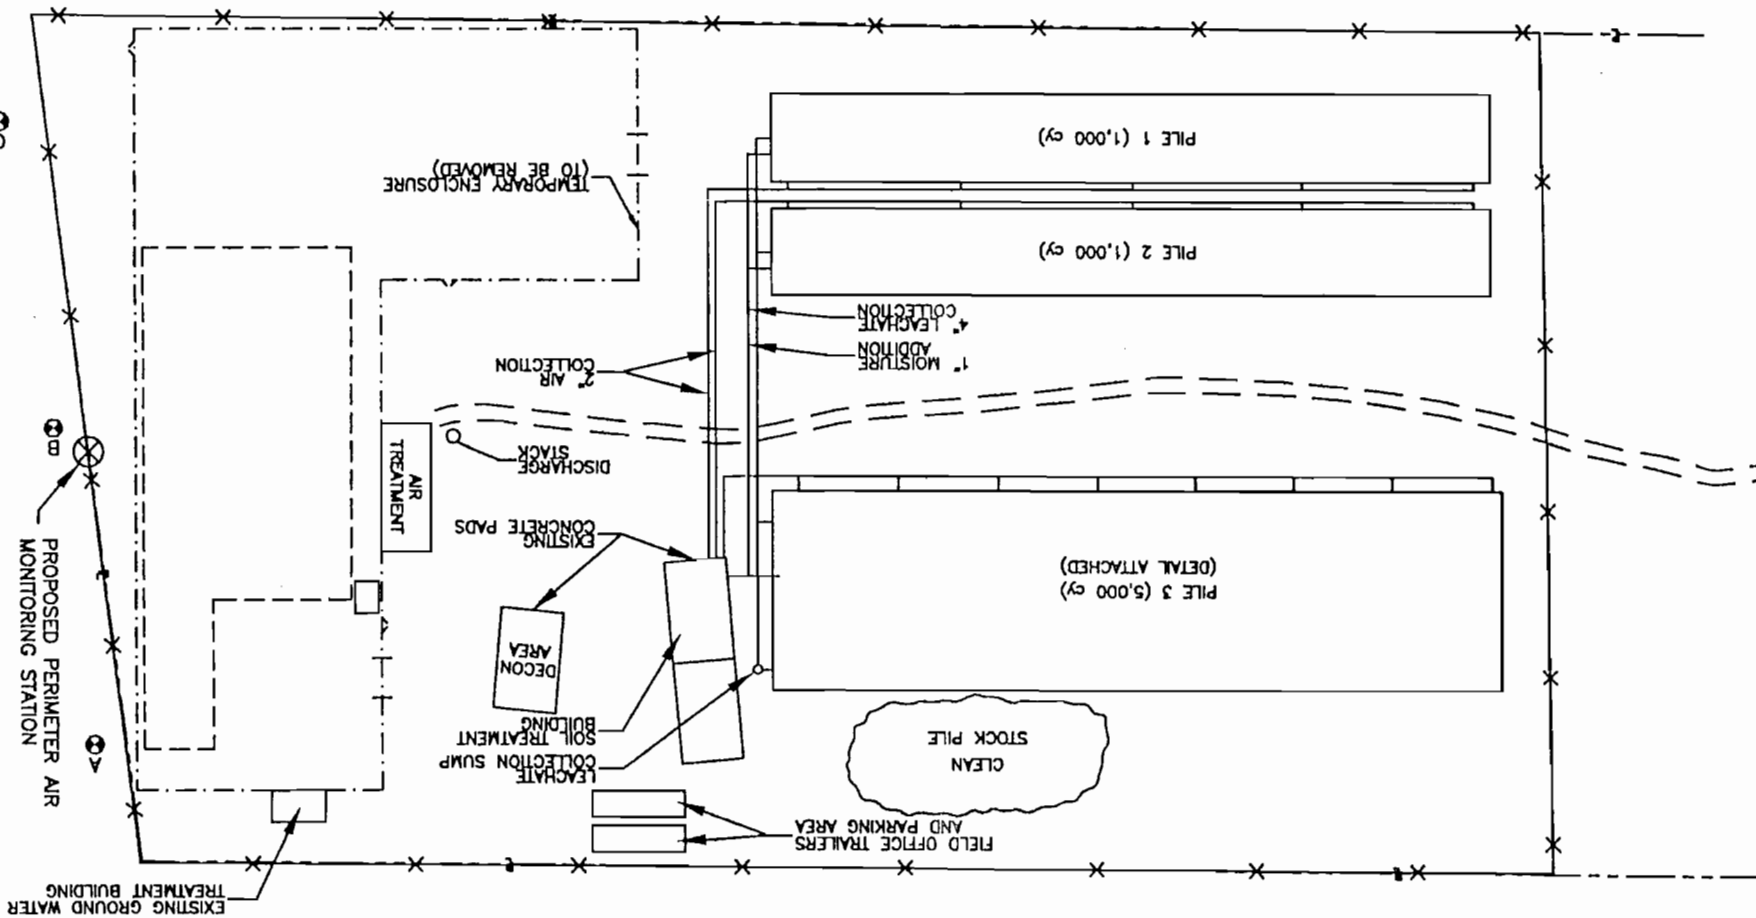 EXISTING GROUND WATER
TREATMENT BUILDING
FIELD OFFICE TRAILERS
AND PARKING AREA
CLEAN
STOCK PILE
LEACHATE
COLLECTION SUMP
SOIL TREATMENT
BUILDING
DECON
AREA
EXISTING
CONCRETE PADS
PILE 3 (5,000 cy)
(DETAIL ATTACHED)
AIR
TREATMENT
DISCHARGE
STACK
PROPOSED PERIMETER AIR
MONITORING STATION
A
B
C
2" AIR
COLLECTION
1" MOISTURE
ADDITION
4" LEACHATE
COLLECTION
PILE 2 (1,000 cy)
PILE 1 (1,000 cy)
TEMPORARY ENCLOSURE
(TO BE REMOVED)